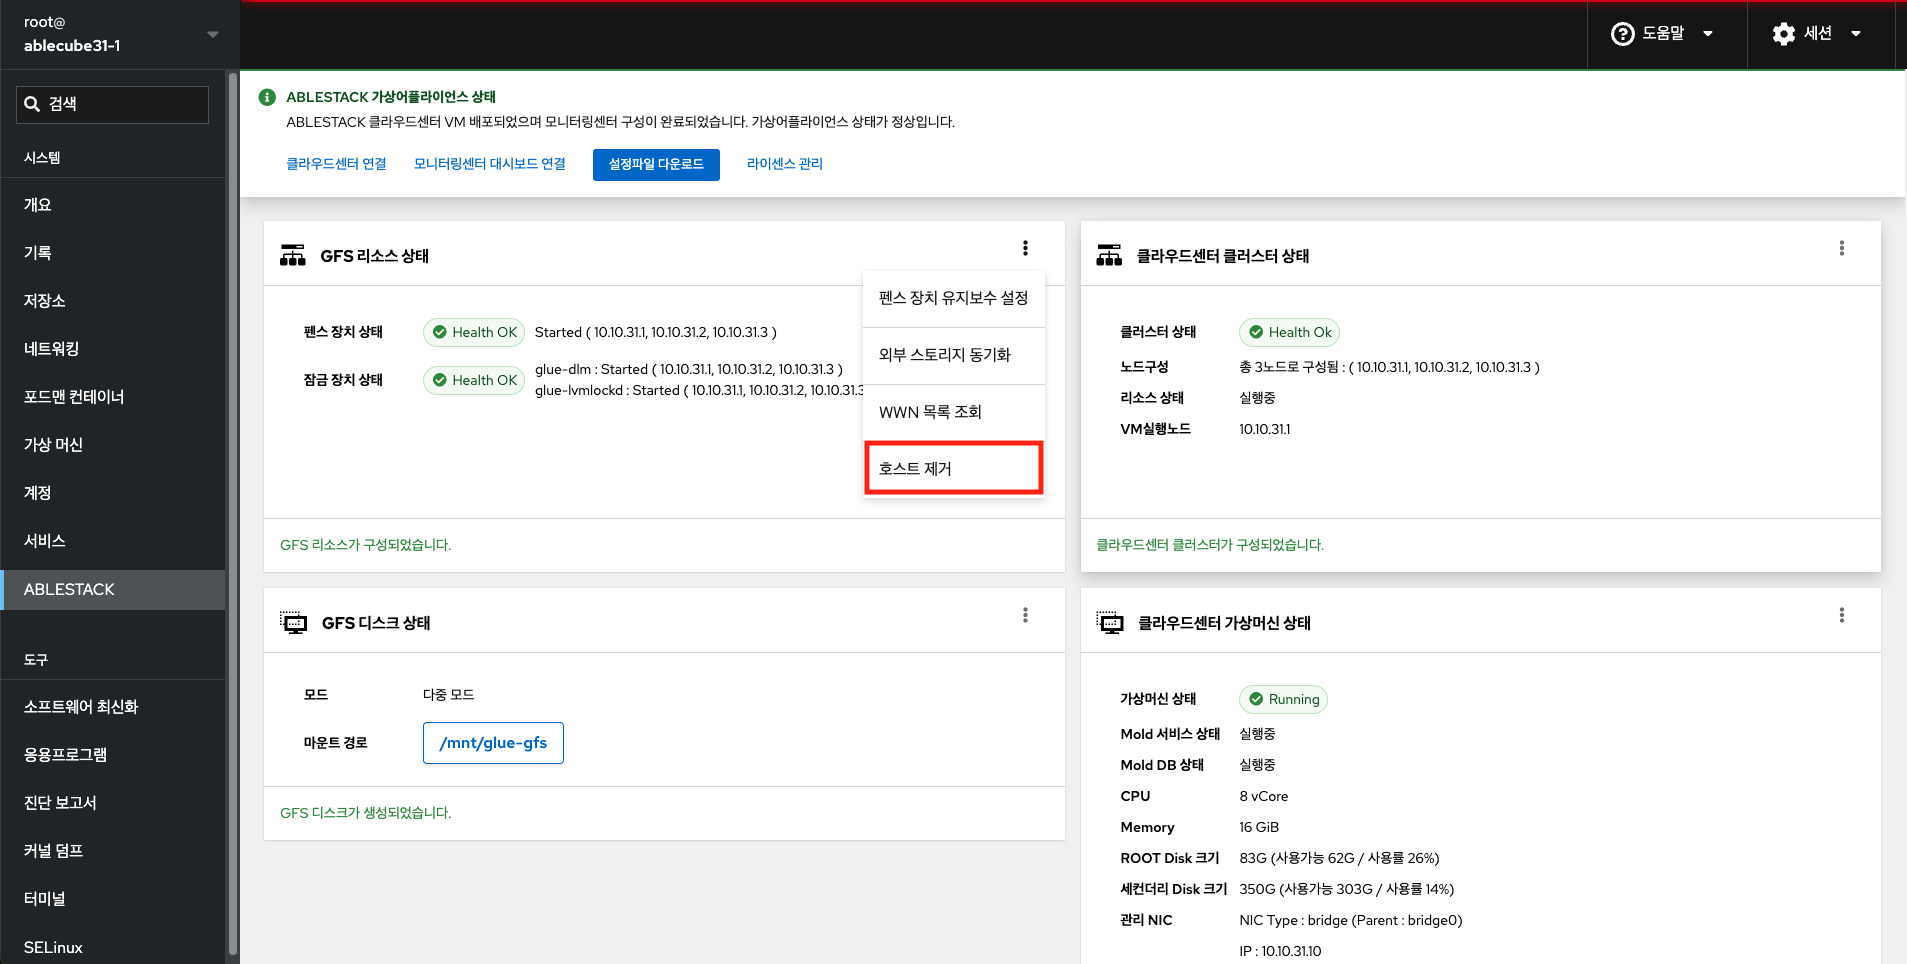 root@
ablecube31-1
도움말
세션
검색
시스템
개요
기록
저장소
네트워킹
포드맨 컨테이너
가상 머신
계정
서비스
ABLESTACK
도구
소프트웨어 최신화
응용프로그램
진단 보고서
커널 덤프
터미널
SELinux
ABLESTACK 가상어플라이언스 상태
ABLESTACK 클라우드센터 VM 배포되었으며 모니터링센터 구성이 완료되었습니다. 가상어플라이언스 상태가 정상입니다.
클라우드센터 연결 모니터링센터 대시보드 연결 설정파일 다운로드 라이센스 관리
GFS 리소스 상태
펜스 장치 상태 Health OK Started ( 10.10.31.1, 10.10.31.2, 10.10.31.3 )
잠금 장치 상태 Health OK glue-dlm : Started ( 10.10.31.1, 10.10.31.2, 10.10.31.3 )
glue-lvmlockd : Started ( 10.10.31.1, 10.10.31.2, 10.10.31.3
펜스 장치 유지보수 설정
외부 스토리지 동기화
WWN 목록 조회
호스트 제거
GFS 리소스가 구성되었습니다.
클라우드센터 클러스터 상태
클러스터 상태 Health Ok
노드구성 총 3노드로 구성됨 : ( 10.10.31.1, 10.10.31.2, 10.10.31.3 )
리소스 상태 실행중
VM실행노드 10.10.31.1
클라우드센터 클러스터가 구성되었습니다.
GFS 디스크 상태
모드 다중 모드
마운트 경로 /mnt/glue-gfs
GFS 디스크가 생성되었습니다.
클라우드센터 가상머신 상태
가상머신 상태 Running
Mold 서비스 상태 실행중
Mold DB 상태 실행중
CPU 8 vCore
Memory 16 GiB
ROOT Disk 크기 83G (사용가능 62G / 사용률 26%)
세컨더리 Disk 크기 350G (사용가능 303G / 사용률 14%)
관리 NIC NIC Type : bridge (Parent : bridge0)
IP : 10.10.31.10